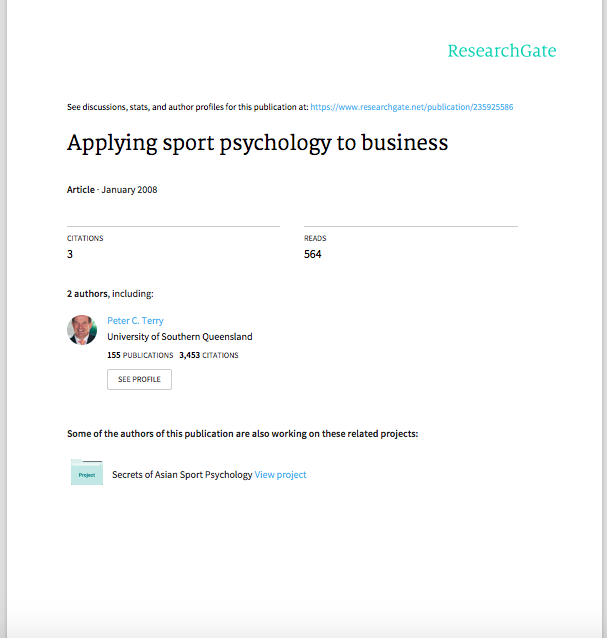 ResearchGate
See discussions, stats, and author profiles for this publication at: https://www.researchgate.net/publication/235925586
Applying sport psychology to business
Article · January 2008
CITATIONS
3
READS
564
2 authors, including:
Peter C. Terry
University of Southern Queensland
155 PUBLICATIONS 3,453 CITATIONS
SEE PROFILE
Some of the authors of this publication are also working on these related projects:
Project
Secrets of Asian Sport Psychology View project